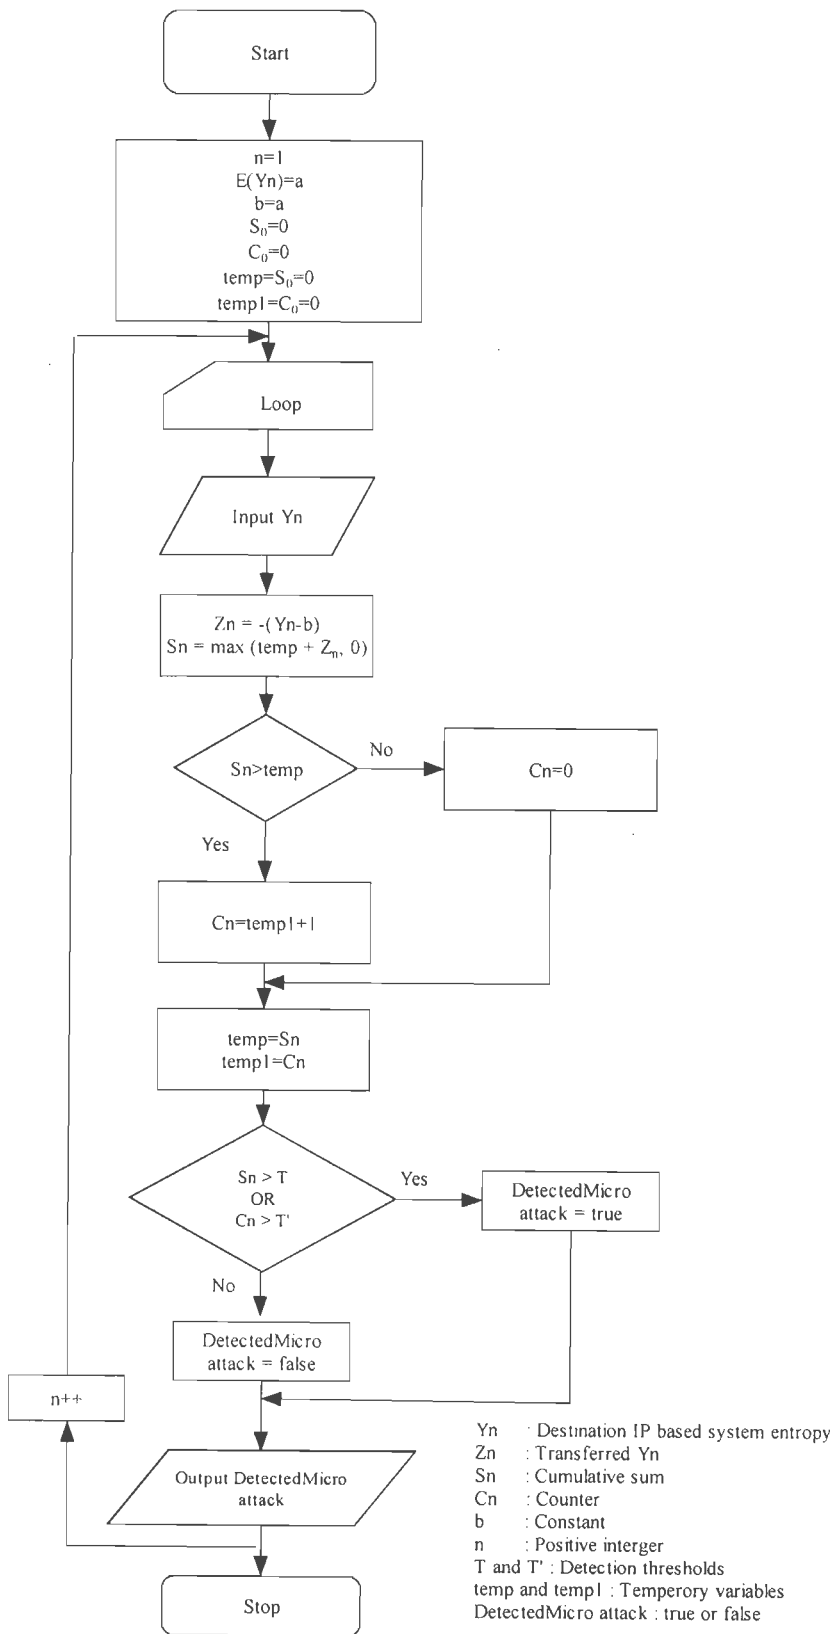 Start
n=1
E(Yn)=a
b=a
S₀=0
C₀=0
temp=S₀=0
temp1=C₀=0
Loop
Input Yn
Zn = -(Yn-b)
Sn = max (temp + Zₙ, 0)
Sn>temp
No
Cn=0
Yes
Cn=temp1+1
temp=Sn
temp1=Cn
Sn > T
OR
Cn > T'
Yes
DetectedMicro
attack = true
No
DetectedMicro
attack = false
n++
Output DetectedMicro
attack
Stop
Yn : Destination IP based system entropy
Zn : Transferred Yn
Sn : Cumulative sum
Cn : Counter
b : Constant
n : Positive interger
T and T' : Detection thresholds
temp and temp1 : Temperory variables
DetectedMicro attack : true or false